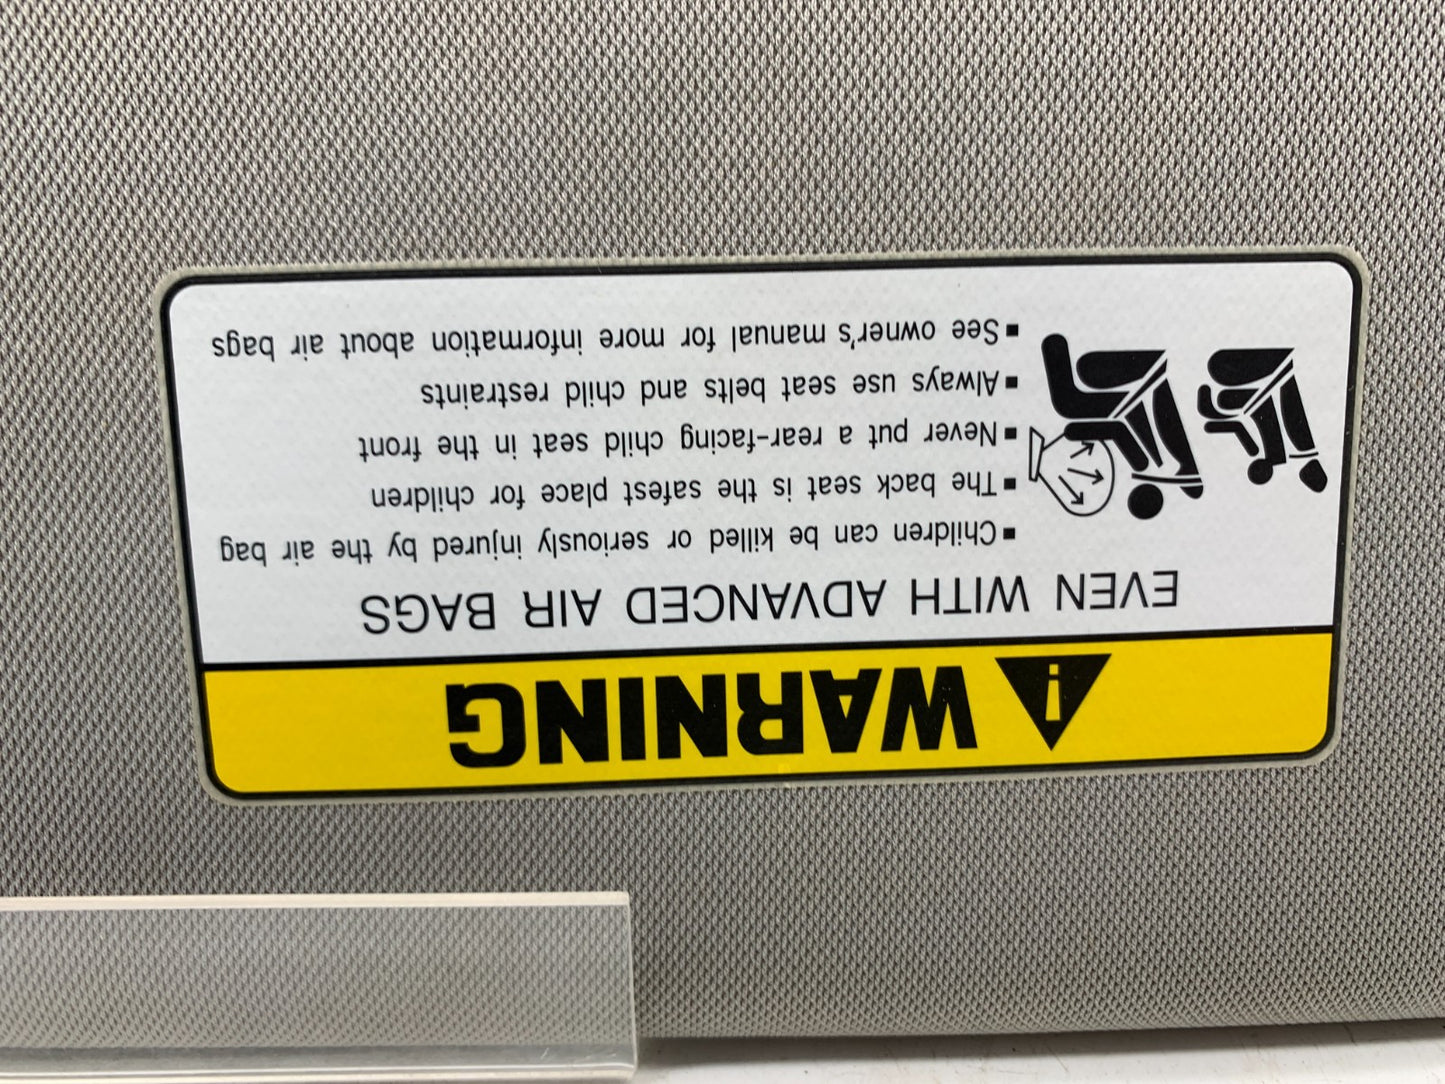 WARNING
EVEN WITH ADVANCED AIR BAGS
▪Children can be killed or seriously injured by the air bag
▪The back seat is the safest place for children
▪Never put a rear-facing child seat in the front
▪Always use seat belts and child restraints
▪See owner's manual for more information about air bags